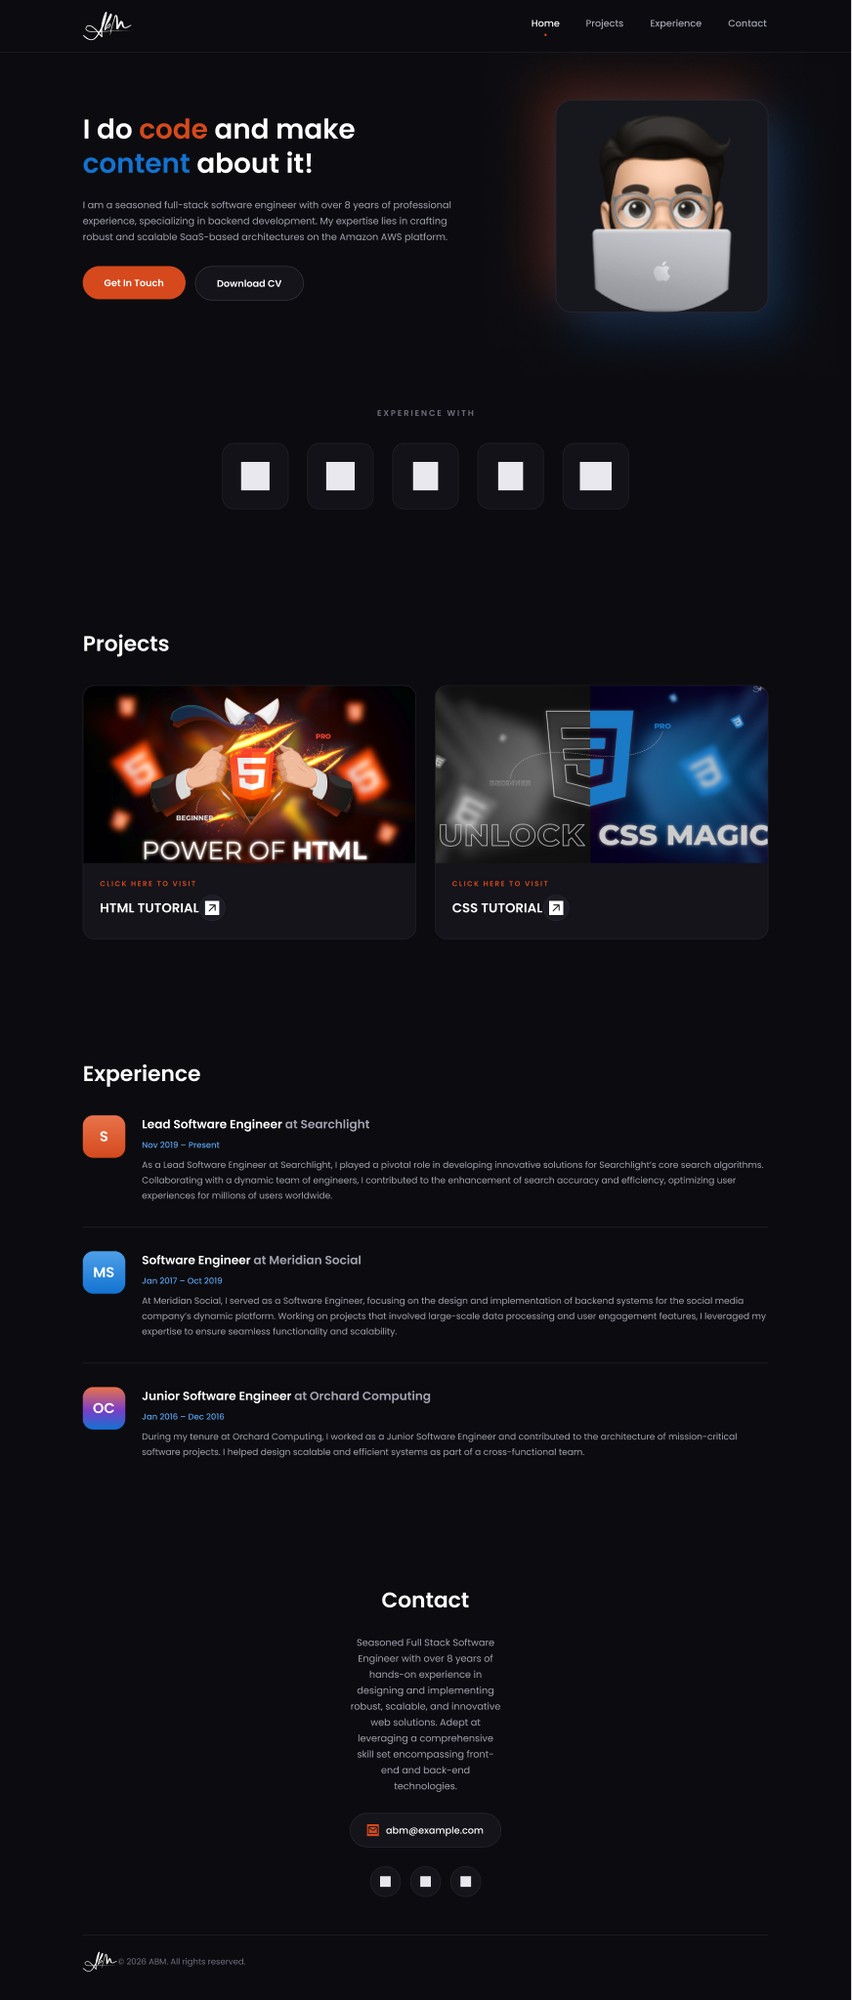 Home Projects Experience Contact
I do code and make
content about it!
I am a seasoned full-stack software engineer with over 8 years of professional
experience, specializing in backend development. My expertise lies in crafting
robust and scalable SaaS-based architectures on the Amazon AWS platform.
Get In Touch Download CV
EXPERIENCE WITH
Projects
PRO
BEGINNER
POWER OF HTML
CLICK HERE TO VISIT
HTML TUTORIAL
PRO
BEGINNER
UNLOCK CSS MAGIC
CLICK HERE TO VISIT
CSS TUTORIAL
Experience
S
Lead Software Engineer at Searchlight
Nov 2019 – Present
As a Lead Software Engineer at Searchlight, I played a pivotal role in developing innovative solutions for Searchlight's core search algorithms.
Collaborating with a dynamic team of engineers, I contributed to the enhancement of search accuracy and efficiency, optimizing user
experiences for millions of users worldwide.
MS
Software Engineer at Meridian Social
Jan 2017 – Oct 2019
At Meridian Social, I served as a Software Engineer, focusing on the design and implementation of backend systems for the social media
company's dynamic platform. Working on projects that involved large-scale data processing and user engagement features, I leveraged my
expertise to ensure seamless functionality and scalability.
OC
Junior Software Engineer at Orchard Computing
Jan 2016 – Dec 2016
During my tenure at Orchard Computing, I worked as a Junior Software Engineer and contributed to the architecture of mission-critical
software projects. I helped design scalable and efficient systems as part of a cross-functional team.
Contact
Seasoned Full Stack Software
Engineer with over 8 years of
hands-on experience in
designing and implementing
robust, scalable, and innovative
web solutions. Adept at
leveraging a comprehensive
skill set encompassing front-
end and back-end
technologies.
abm@example.com
© 2026 ABM. All rights reserved.